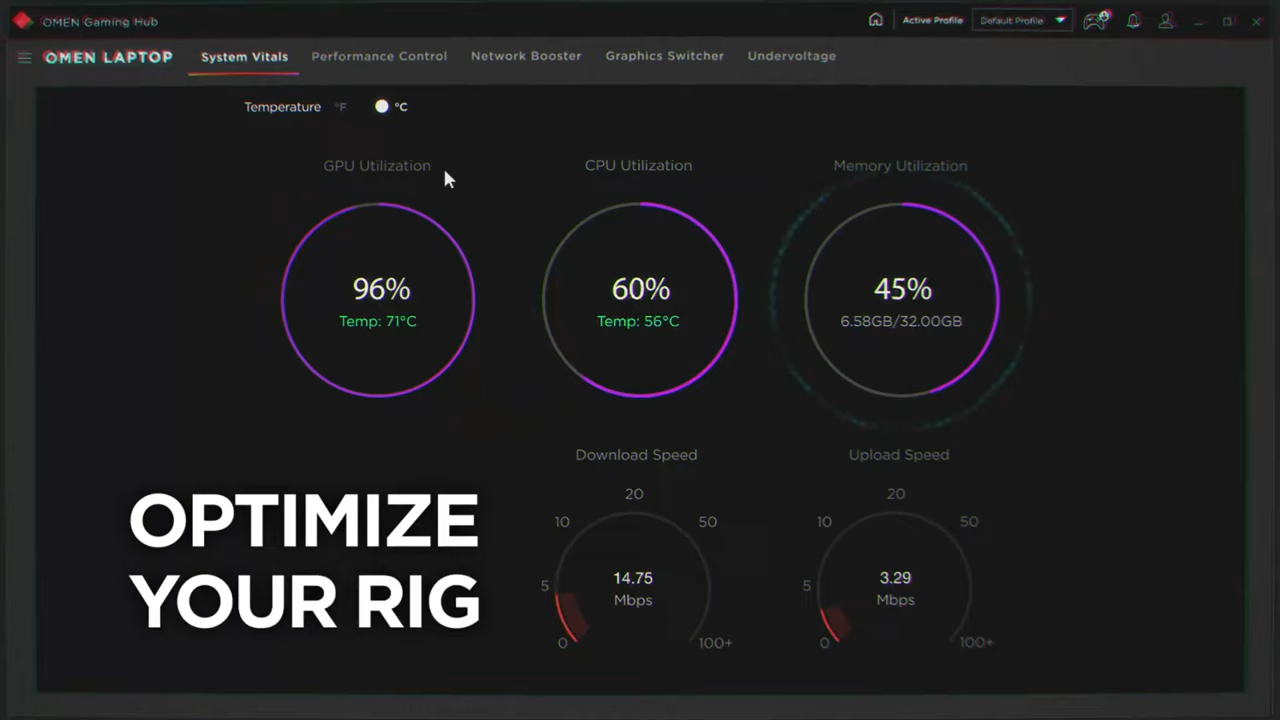 OMEN Gaming Hub
Active Profile
Default Profile
OMEN LAPTOP
System Vitals
Performance Control
Network Booster
Graphics Switcher
Undervoltage
Temperature °F °C
GPU Utilization
CPU Utilization
Memory Utilization
96%
Temp: 71°C
60%
Temp: 56°C
45%
6.58GB/32.00GB
Download Speed
0
5
10
20
50
100+
14.75
Mbps
Upload Speed
0
5
10
20
50
100+
3.29
Mbps
OPTIMIZE
YOUR RIG